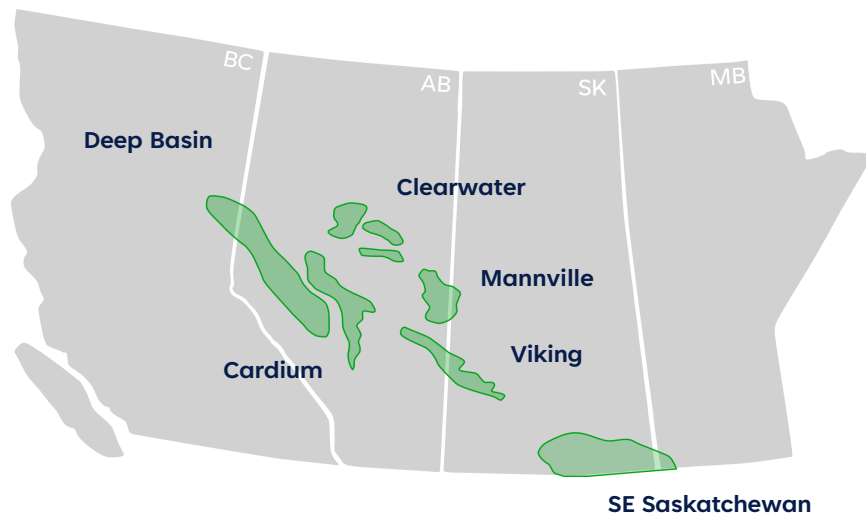 BC
AB
SK
MB
Deep Basin
Clearwater
Mannville
Viking
Cardium
SE Saskatchewan